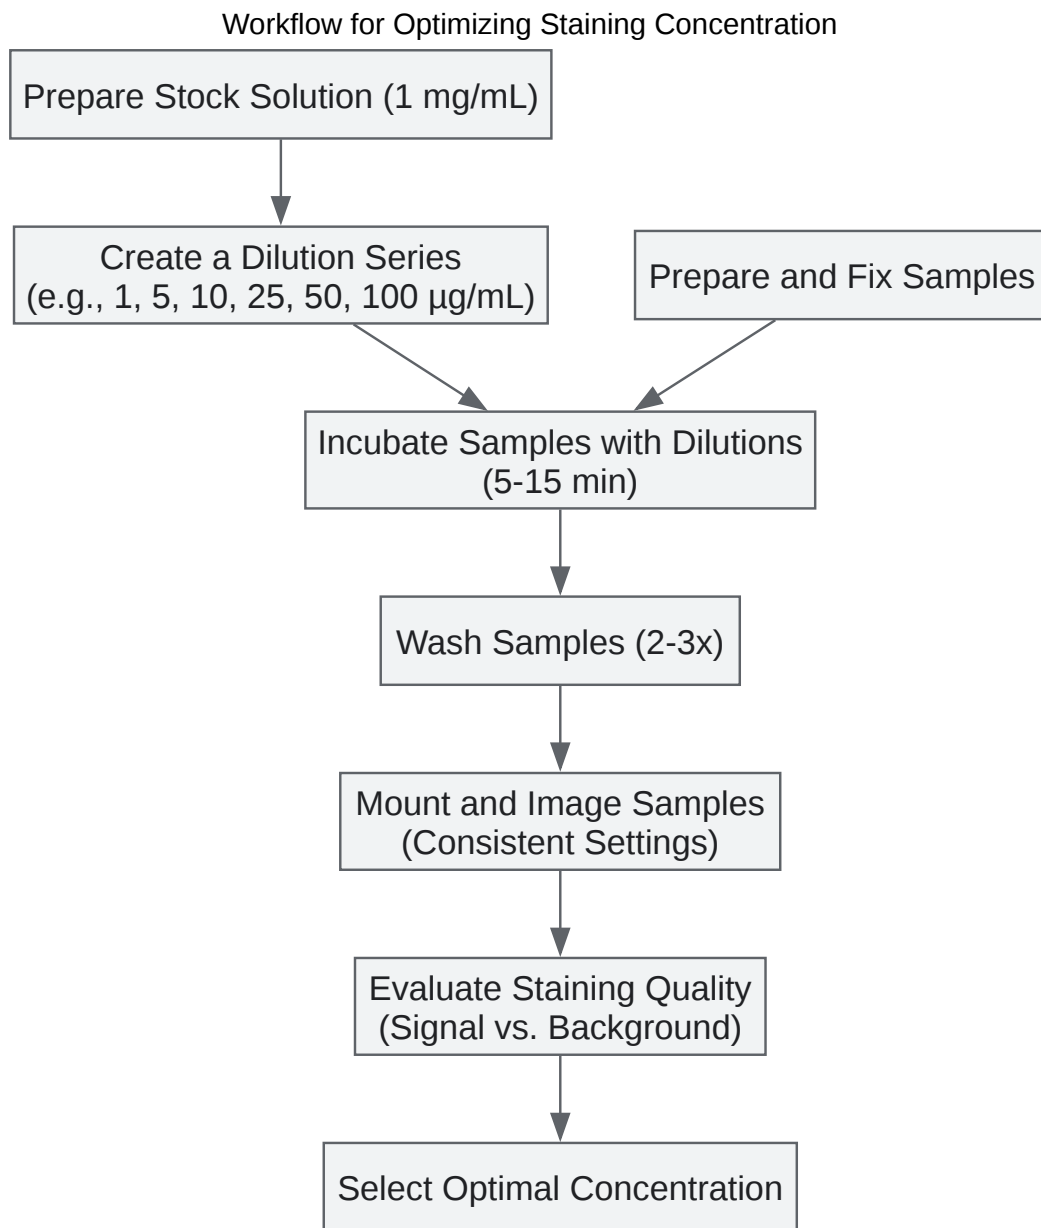 Workflow for Optimizing Staining Concentration
Prepare Stock Solution (1 mg/mL)
Create a Dilution Series
(e.g., 1, 5, 10, 25, 50, 100 µg/mL)
Prepare and Fix Samples
Incubate Samples with Dilutions
(5-15 min)
Wash Samples (2-3x)
Mount and Image Samples
(Consistent Settings)
Evaluate Staining Quality
(Signal vs. Background)
Select Optimal Concentration